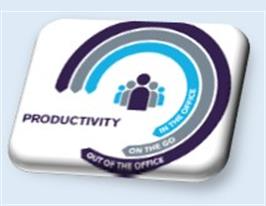 PRODUCTIVITY
IN THE OFFICE
ON THE GO
OUT OF THE OFFICE